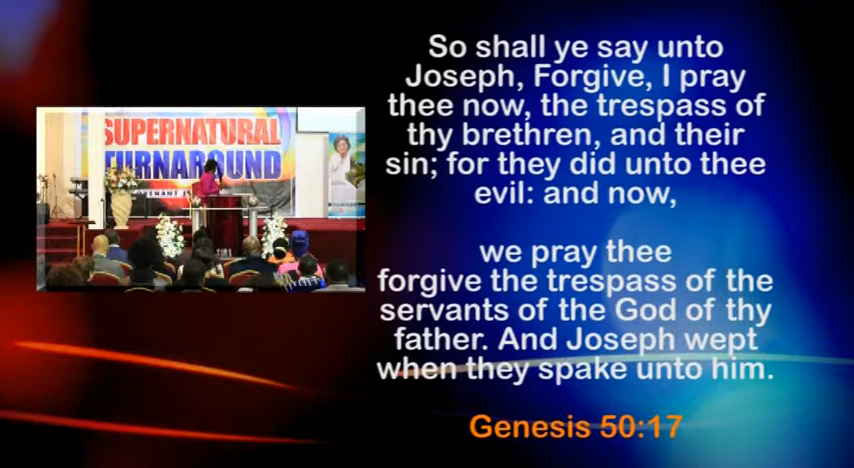 SUPERNATURAL
TURNAROUND
So shall ye say unto
Joseph, Forgive, I pray
thee now, the trespass of
thy brethren, and their
sin; for they did unto thee
evil: and now,
we pray thee
forgive the trespass of the
servants of the God of thy
father. And Joseph wept
when they spake unto him.
Genesis 50:17